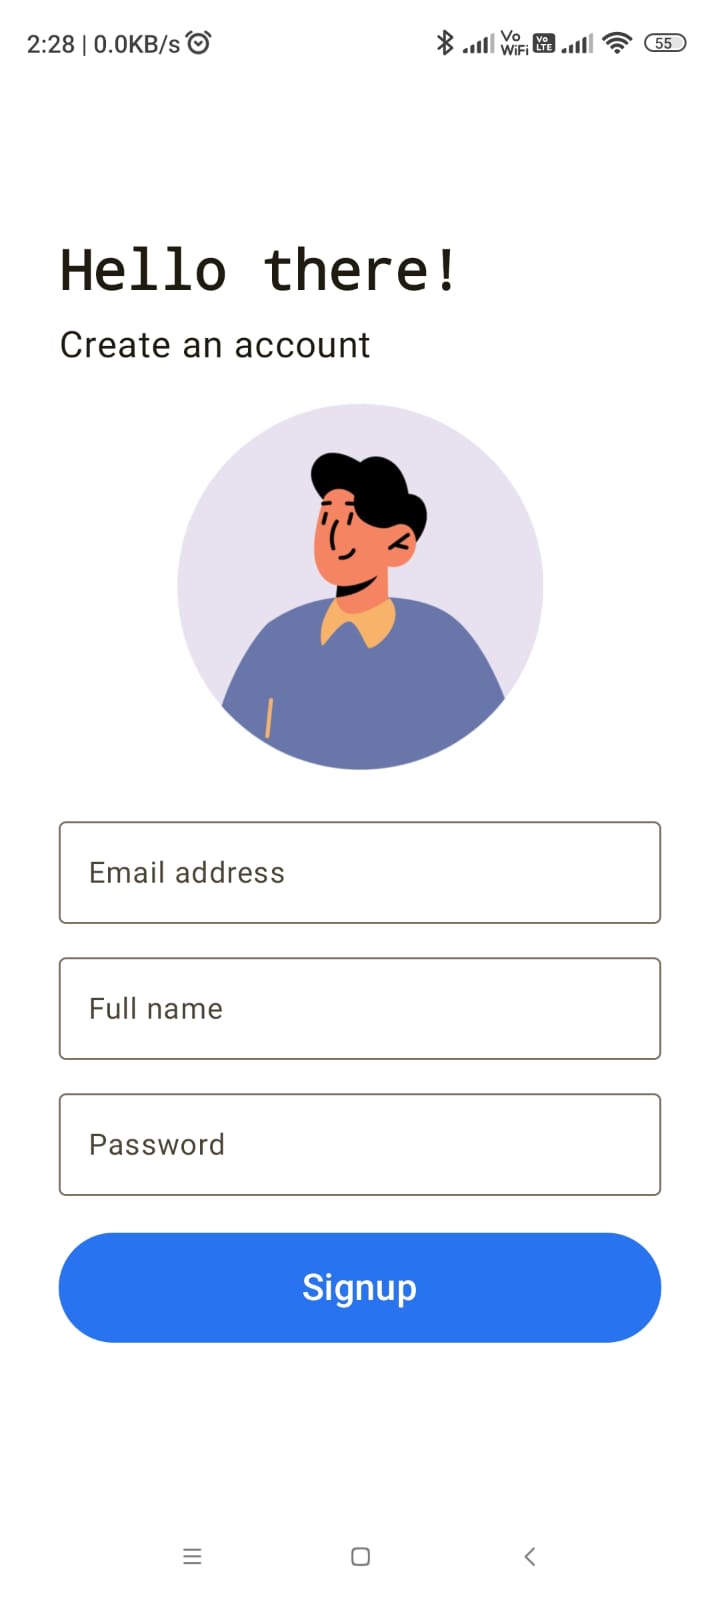 2:28 | 0.0KB/s Vo WiFi Vo LTE 55
Hello there!
Create an account
Email address
Full name
Password
Signup